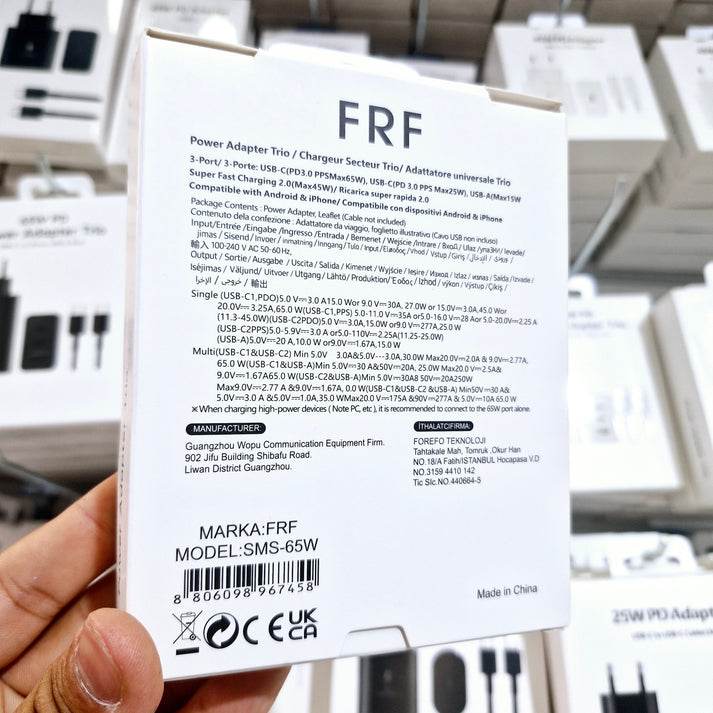 FRF
Power Adapter Trio / Chargeur Secteur Trio/ Adattatore universale Trio
3-Port/ 3-Porte: USB-C(PD3.0 PPSMax65W), USB-C(PD 3.0 PPS Max25W), USB-A(Max15W
Super Fast Charging 2.0(Max45W)/ Ricarica super rapida 2.0
Compatible with Android & iPhone/ Compatibile con dispositivi Android & iPhone
Package Contents : Power Adapter, Leaflet (Cable not included)
Contenuto della confezione : Adattatore da viaggio, foglietto illustrativo (Cavo USB non incluso)
Input/Entrée/Eingabe /Ingresso /Entrada / Bemenet / Wejście /Intrare /
輸入 100-240 V AC 50-60Hz,
Output / Sortie / Ausgabe / Uscita / Salida / Kimenet / Wyjście / Ieșire /
/ 輸出
Single (USB-C1,PDO)5.0 V⎓3.0 A15.0 Wor 9.0 V⎓30A, 27.0W or 15.0V⎓3.0A,45.0 Wor
20.0V⎓3.25A,65.0 W(USB-C1,PPS) 5.0-11.0 V⎓35A or5.0-16.0 V⎓28 Aor 5.0-20.0V⎓2.25 A
(11.3-45.0W)(USB-C2PDO)5.0 V⎓3.0A,15.0W or9.0 V⎓277A,25.0 W
(USB-C2PPS)5.0-5.9V⎓3.0 A or5.0-110V⎓2.25A(11.25-25.0W)
(USB-A)5.0V⎓20 A,10.0 W or9.0V⎓1.67A,15.0 W
Multi(USB-C1&USB-C2) Min 5.0V 3.0A&5.0V---3.0A,30.0W Max20.0V⎓2.0A & 9.0V⎓2.77A,
65.0 W(USB-C1&USB-A)Min 5.0V⎓30 A&50V⎓20A, 25.0W Max20.0 V⎓2.5A&
9.0V⎓1.67A65.0 W(USB-C2&USB-A)Min 5.0V⎓30A8 50V⎓20A250W
Max9.0V⎓2.77 A &9.0V⎓1.67A, 0.0 W(USB-C1&USB-C2 &USB-A) Min50V⎓30 A&
5.0V⎓3.0 A &5.0V⎓1.0A,35.0 WMax20.0 V⎓175A &90V⎓277A & 5.0V⎓10A 65.0 W
※When charging high-power devices ( Note PC, etc ), it is recommended to connect to the 65W port alone.
MANUFACTURER:
Guangzhou Wopu Communication Equipment Firm.
902 Jifu Building Shibafu Road.
Liwan District Guangzhou.
İTHALATCIFIRMA:
FOREFO TEKNOLOJI
Tahtakale Mah, Tomruk ,Okur Han
NO.18/A Fatih/ISTANBUL Hocapasa V.D
NO.3159 4410 142
Tic Slc.NO.440664-5
MARKA:FRF
MODEL:SMS-65W
8 806098 967458
CE UK CA
Made in China
25W PD Adapt